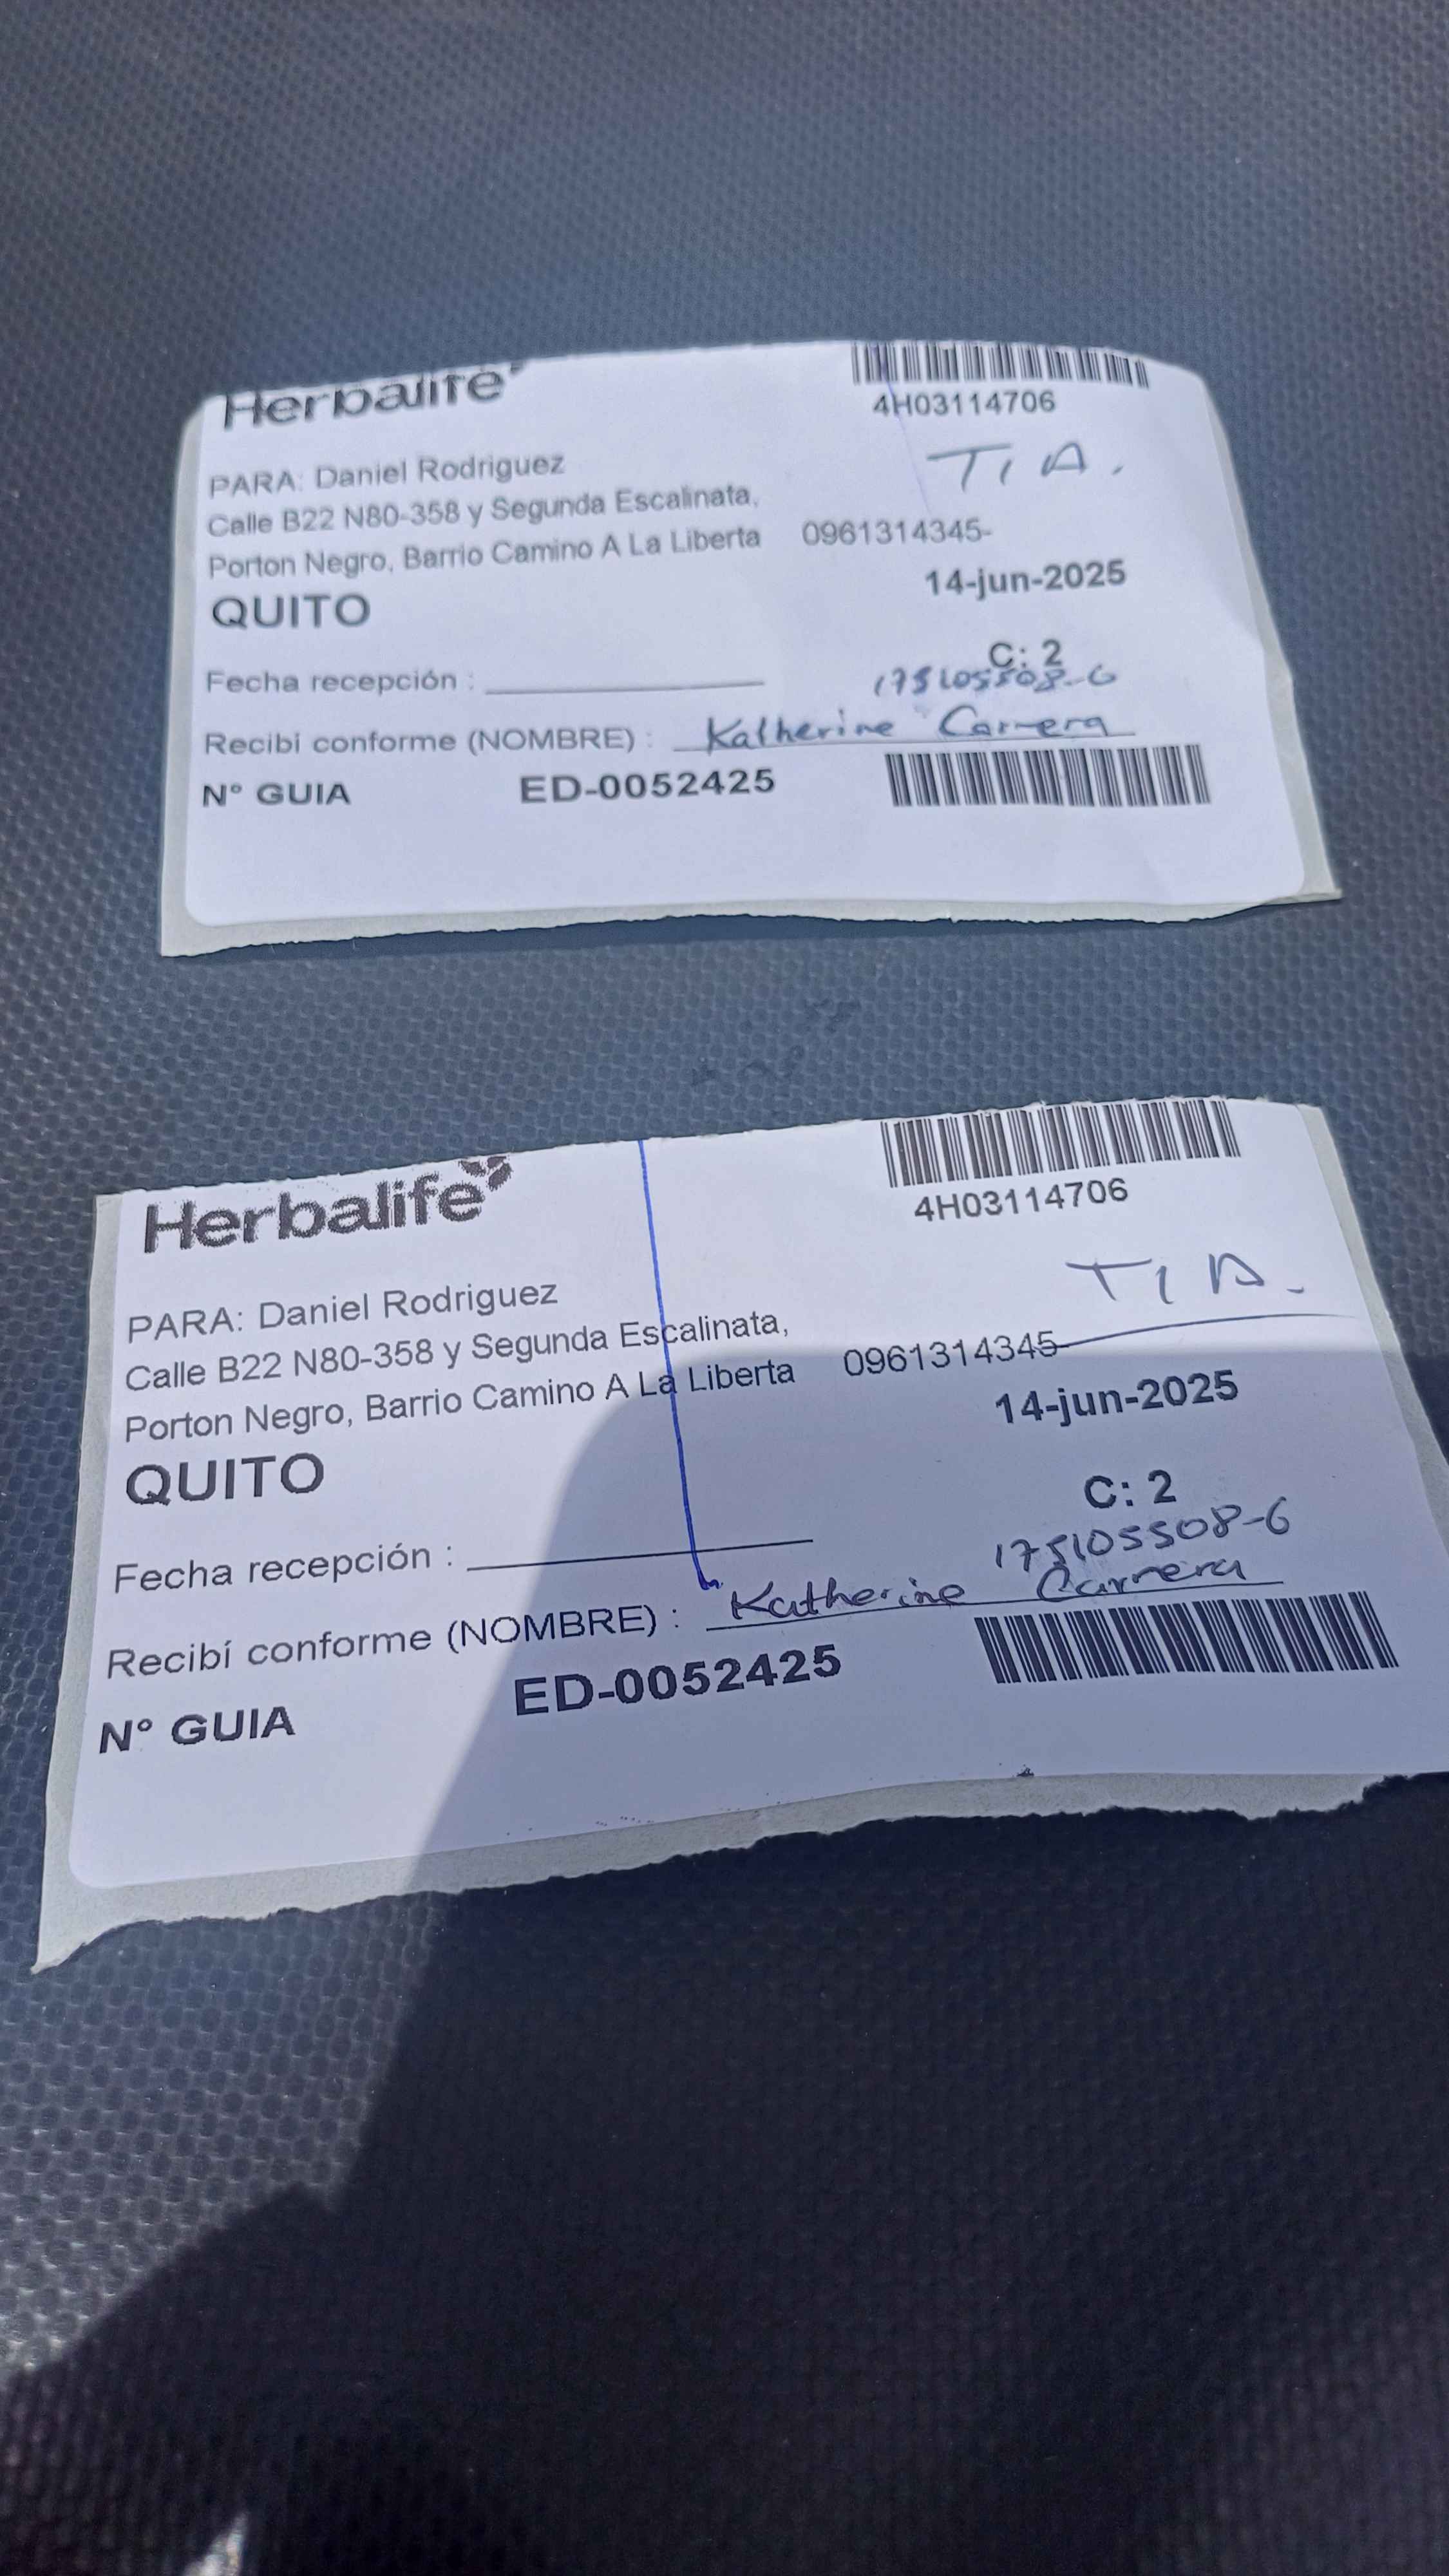 Herbalife
4H03114706
TIA.
PARA: Daniel Rodriguez
Calle B22 N80-358 y Segunda Escalinata,
Porton Negro, Barrio Camino A La Liberta 0961314345-
14-jun-2025
QUITO
C: 2
Fecha recepción : 175105508-6
Recibí conforme (NOMBRE) : Katherine Carrera
N° GUIA ED-0052425
Herbalife
4H03114706
TIA.
PARA: Daniel Rodriguez
Calle B22 N80-358 y Segunda Escalinata,
Porton Negro, Barrio Camino A La Liberta 0961314345-
14-jun-2025
QUITO
C: 2
Fecha recepción : 175105508-6
Recibí conforme (NOMBRE) : Katherine Carrera
N° GUIA ED-0052425